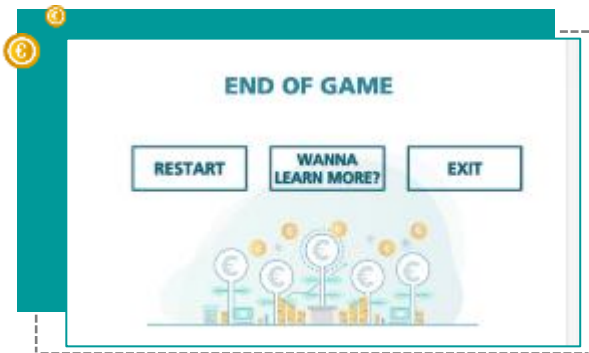 END OF GAME
RESTART
WANNA
LEARN MORE?
EXIT